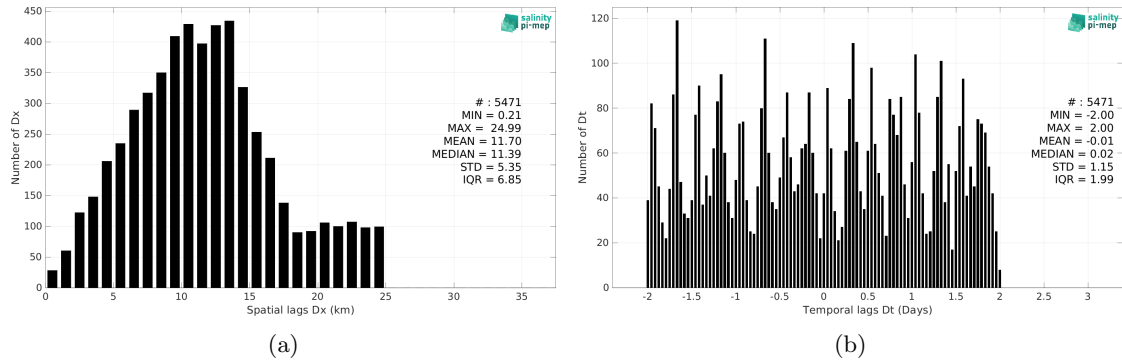 450
400
350
300
250
200
150
100
50
0
Number of Dx
0 5 10 15 20 25 30 35
Spatial lags Dx (km)
salinity
pi-mep
# : 5471
MIN = 0.21
MAX = 24.99
MEAN = 11.70
MEDIAN = 11.39
STD = 5.35
IQR = 6.85
(a)
120
100
80
60
40
20
0
Number of Dt
-2 -1.5 -1 -0.5 0 0.5 1 1.5 2 2.5 3
Temporal lags Dt (Days)
salinity
pi-mep
# : 5471
MIN = -2.00
MAX = 2.00
MEAN = -0.01
MEDIAN = 0.02
STD = 1.15
IQR = 1.99
(b)